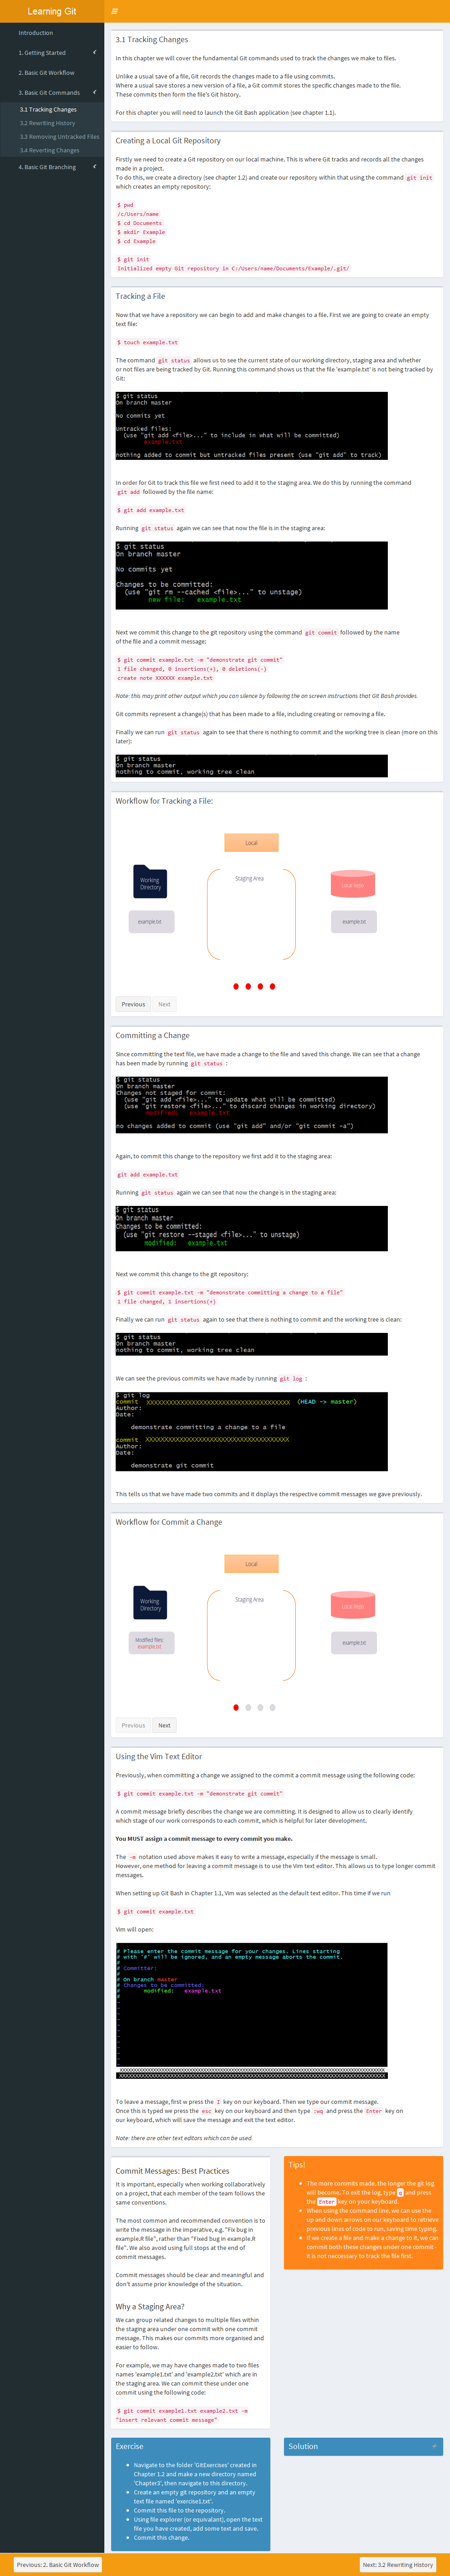 Learning Git
Introduction
1. Getting Started
2. Basic Git Workflow
3. Basic Git Commands
3.1 Tracking Changes
3.2 Rewriting History
3.3 Removing Untracked Files
3.4 Reverting Changes
4. Basic Git Branching
3.1 Tracking Changes
In this chapter we will cover the fundamental Git commands used to track the changes we make to files.
Unlike a usual save of a file, Git records the changes made to a file using commits.
Where a usual save stores a new version of a file, a Git commit stores the specific changes made to the file.
These commits then form the file's Git history.
For this chapter you will need to launch the Git Bash application (see chapter 1.1).
Creating a Local Git Repository
Firstly we need to create a Git repository on our local machine. This is where Git tracks and records all the changes
made in a project.
To do this, we create a directory (see chapter 1.2) and create our repository within that using the command git init
which creates an empty repository:
$ pwd
/c/Users/name
$ cd Documents
$ mkdir Example
$ cd Example
$ git init
Initialized empty Git repository in C:/Users/name/Documents/Example/.git/
Tracking a File
Now that we have a repository we can begin to add and make changes to a file. First we are going to create an empty
text file:
$ touch example.txt
The command git status allows us to see the current state of our working directory, staging area and whether
or not files are being tracked by Git. Running this command shows us that the file 'example.txt' is not being tracked by
Git:
$ git status
On branch master
No commits yet
Untracked files:
(use "git add <file>..." to include in what will be committed)
example.txt
nothing added to commit but untracked files present (use "git add" to track)
In order for Git to track this file we first need to add it to the staging area. We do this by running the command
git add followed by the file name:
$ git add example.txt
Running git status again we can see that now the file is in the staging area:
$ git status
On branch master
No commits yet
Changes to be committed:
(use "git rm --cached <file>..." to unstage)
new file: example.txt
Next we commit this change to the git repository using the command git commit followed by the name
of the file and a commit message:
$ git commit example.txt -m "demonstrate git commit"
1 file changed, 0 insertions(+), 0 deletions(-)
create note XXXXXX example.txt
Note: this may print other output which you can silence by following the on screen instructions that Git Bash provides.
Git commits represent a change(s) that has been made to a file, including creating or removing a file.
Finally we can run git status again to see that there is nothing to commit and the working tree is clean (more on this
later):
$ git status
On branch master
nothing to commit, working tree clean
Workflow for Tracking a File:
Local
Working
Directory
Staging Area
Local Repo
example.txt
example.txt
Previous
Next
Committing a Change
Since committing the text file, we have made a change to the file and saved this change. We can see that a change
has been made by running git status :
$ git status
On branch master
Changes not staged for commit:
(use "git add <file>..." to update what will be committed)
(use "git restore <file>..." to discard changes in working directory)
modified: example.txt
no changes added to commit (use "git add" and/or "git commit -a")
Again, to commit this change to the repository we first add it to the staging area:
git add example.txt
Running git status again we can see that now the change is in the staging area:
$ git status
On branch master
Changes to be committed:
(use "git restore --staged <file>..." to unstage)
modified: example.txt
Next we commit this change to the git repository:
$ git commit example.txt -m "demonstrate committing a change to a file"
1 file changed, 1 insertions(+)
Finally we can run git status again to see that there is nothing to commit and the working tree is clean:
$ git status
On branch master
nothing to commit, working tree clean
We can see the previous commits we have made by running git log :
$ git log
commit XXXXXXXXXXXXXXXXXXXXXXXXXXXXXXXXXXXXXXXX (HEAD -> master)
Author:
Date:
demonstrate committing a change to a file
commit XXXXXXXXXXXXXXXXXXXXXXXXXXXXXXXXXXXXXXXX
Author:
Date:
demonstrate git commit
This tells us that we have made two commits and it displays the respective commit messages we gave previously.
Workflow for Commit a Change
Local
Working
Directory
Staging Area
Local Repo
Modified files:
example.txt
example.txt
Previous
Next
Using the Vim Text Editor
Previously, when committing a change we assigned to the commit a commit message using the following code:
$ git commit example.txt -m "demonstrate git commit"
A commit message briefly describes the change we are committing. It is designed to allow us to clearly identify
which stage of our work corresponds to each commit, which is helpful for later development.
You MUST assign a commit message to every commit you make.
The -m notation used above makes it easy to write a message, especially if the message is small.
However, one method for leaving a commit message is to use the Vim text editor. This allows us to type longer commit
messages.
When setting up Git Bash in Chapter 1.1, Vim was selected as the default text editor. This time if we run
$ git commit example.txt
Vim will open:
# Please enter the commit message for your changes. Lines starting
# with '#' will be ignored, and an empty message aborts the commit.
#
# Committer:
#
# On branch master
# Changes to be committed:
# modified: example.txt
#
To leave a message, first w press the I key on our keyboard. Then we type our commit message.
Once this is typed we press the esc key on our keyboard and then type :wq and press the Enter key on
our keyboard, which will save the message and exit the text editor.
Note: there are other text editors which can be used.
Commit Messages: Best Practices
It is important, especially when working collaboratively
on a project, that each member of the team follows the
same conventions.
The most common and recommended convention is to
write the message in the imperative, e.g. "Fix bug in
example.R file", rather than "Fixed bug in example.R
file". We also avoid using full stops at the end of
commit messages.
Commit messages should be clear and meaningful and
don't assume prior knowledge of the situation.
Why a Staging Area?
We can group related changes to multiple files within
the staging area under one commit with one commit
message. This makes our commits more organised and
easier to follow.
For example, we may have changes made to two files
names 'example1.txt' and 'example2.txt' which are in
the staging area. We can commit these under one
commit using the following code:
$ git commit example1.txt example2.txt -m
"insert relevant commit message"
Tips!
The more commits made, the longer the git log
will become. To exit the log, type q and press
the Enter key on your keyboard.
When using the command line, we can use the
up and down arrows on our keyboard to retrieve
previous lines of code to run, saving time typing.
If we create a file and make a change to it, we can
commit both these changes under one commit -
it is not neccessary to track the file first.
Exercise
Navigate to the folder 'GitExercises' created in
Chapter 1.2 and make a new directory named
'Chapter3', then navigate to this directory.
Create an empty git repository and an empty
text file named 'exercise1.txt'.
Commit this file to the repository.
Using file explorer (or equivalant), open the text
file you have created, add some text and save.
Commit this change.
Solution
Previous: 2. Basic Git Workflow
Next: 3.2 Rewriting History